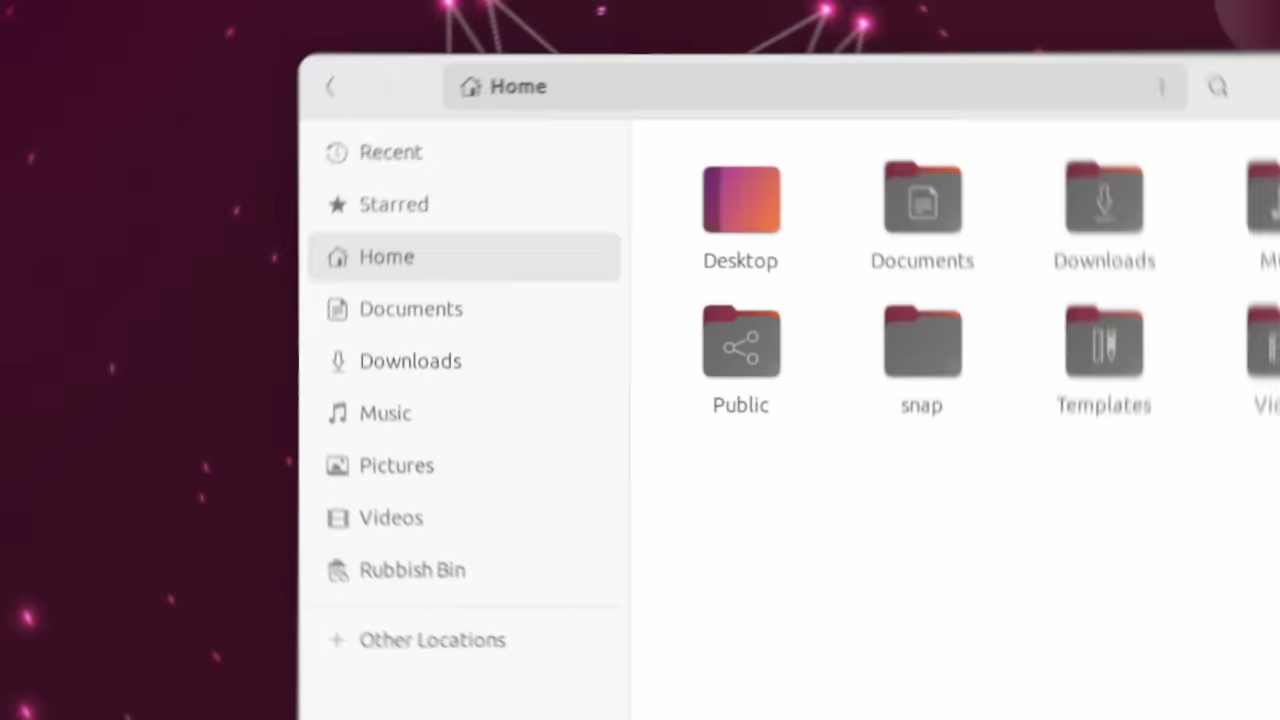 Home
Recent
Starred
Home
Documents
Downloads
Music
Pictures
Videos
Rubbish Bin
Other Locations
Desktop
Documents
Downloads
Public
snap
Templates